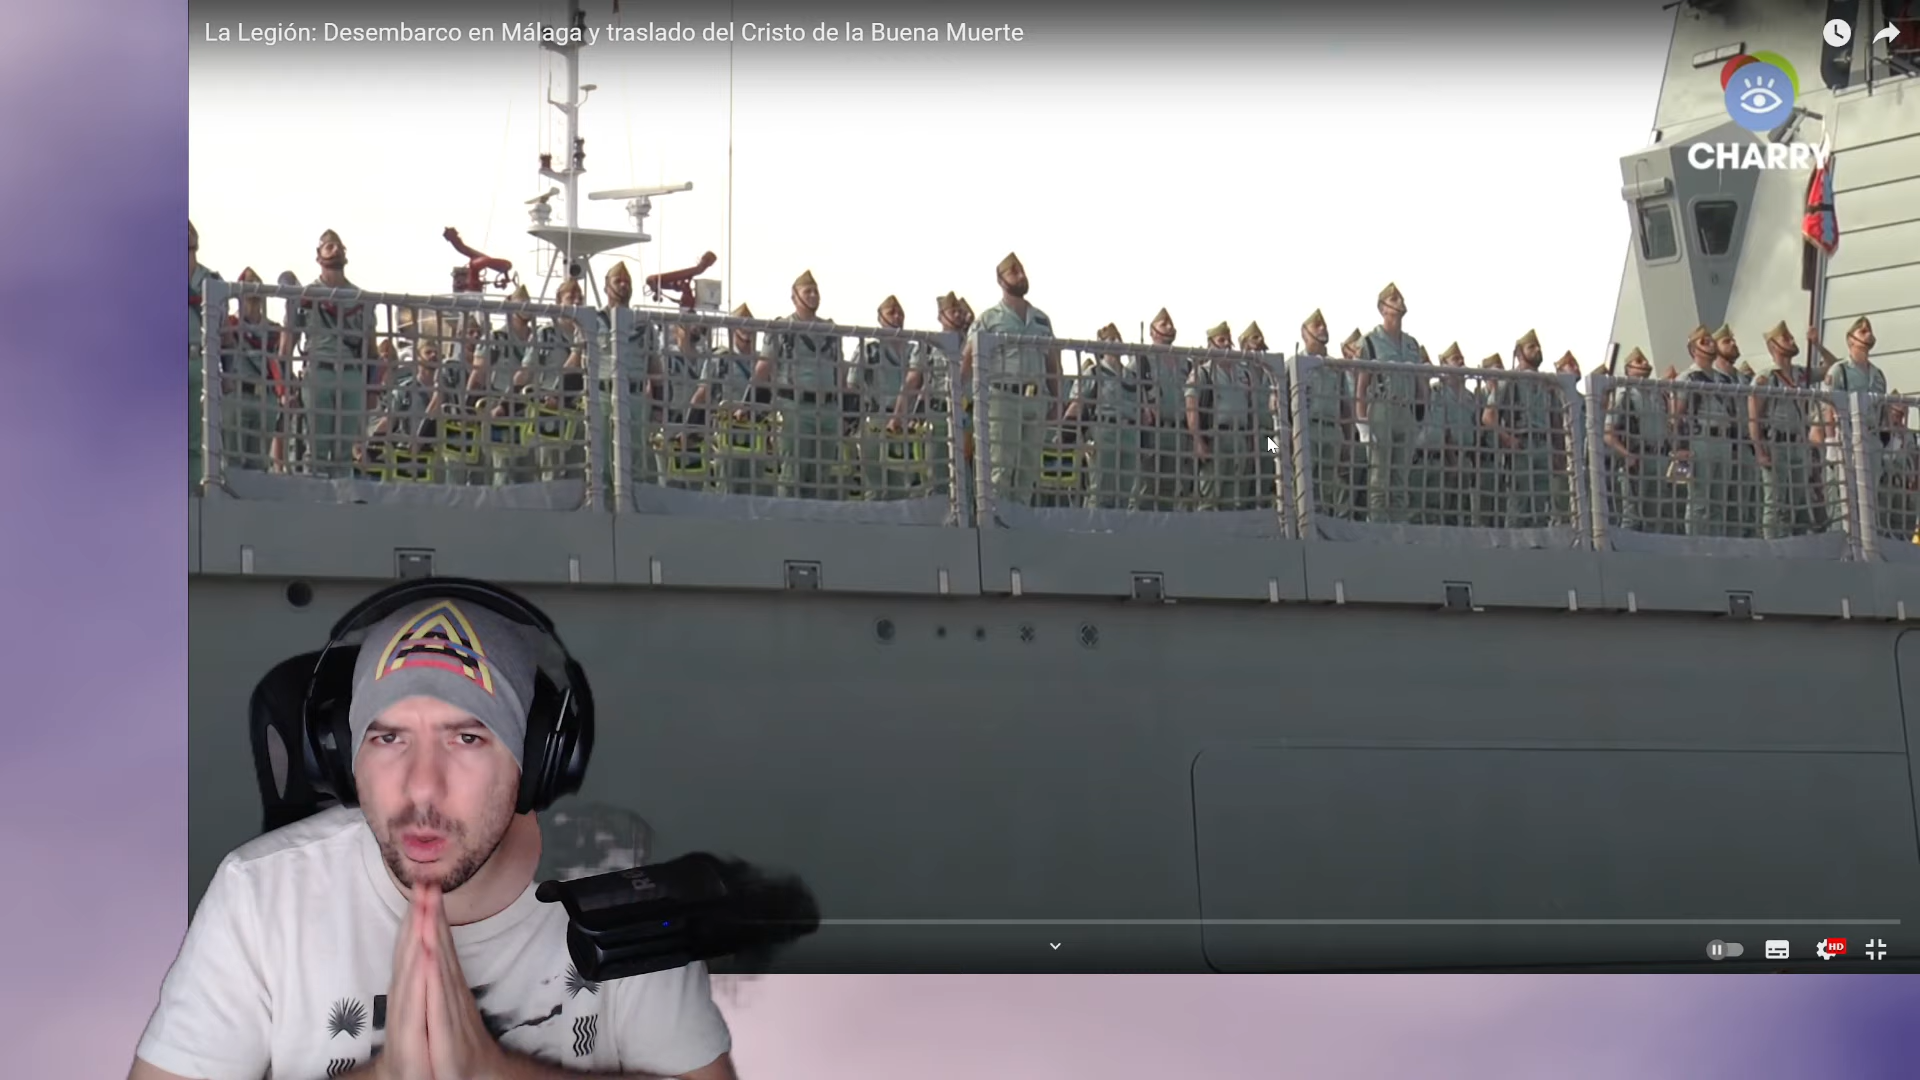 La Legión: Desembarco en Málaga y traslado del Cristo de la Buena Muerte
CHARRY
HD